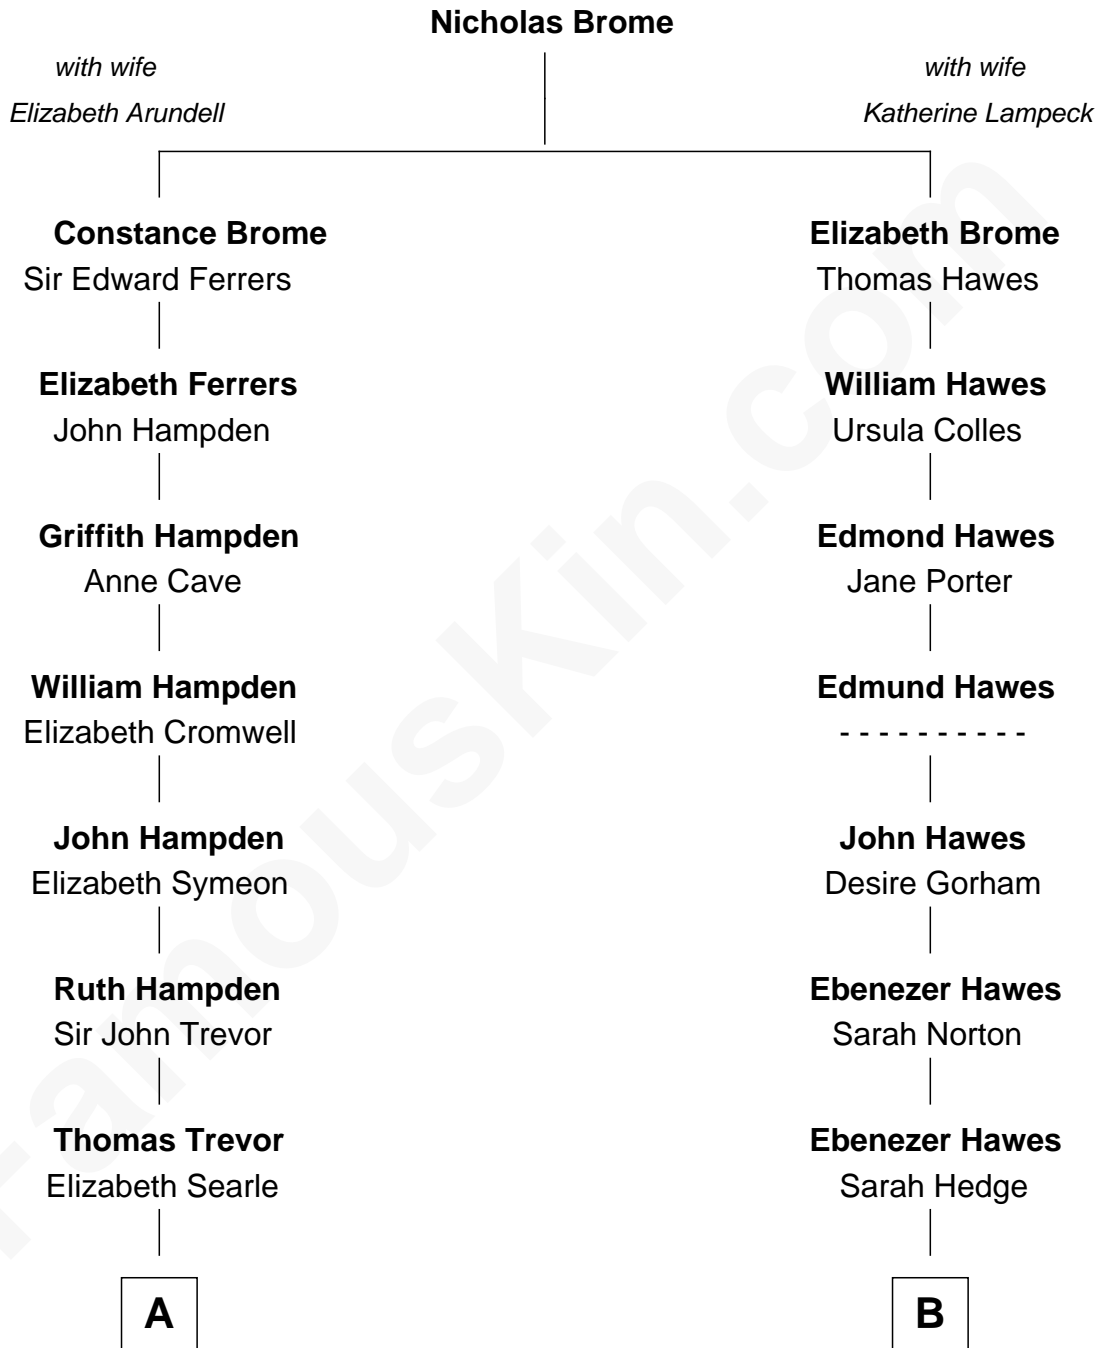 Nicholas Brome
with wife
Elizabeth Arundell
with wife
Katherine Lampeck
Constance Brome
Sir Edward Ferrers
Elizabeth Brome
Thomas Hawes
Elizabeth Ferrers
John Hampden
William Hawes
Ursula Colles
Griffith Hampden
Anne Cave
Edmond Hawes
Jane Porter
William Hampden
Elizabeth Cromwell
Edmund Hawes
- - - - - - - - - -
John Hampden
Elizabeth Symeon
John Hawes
Desire Gorham
Ruth Hampden
Sir John Trevor
Ebenezer Hawes
Sarah Norton
Thomas Trevor
Elizabeth Searle
Ebenezer Hawes
Sarah Hedge
A
B
FamousKin.com